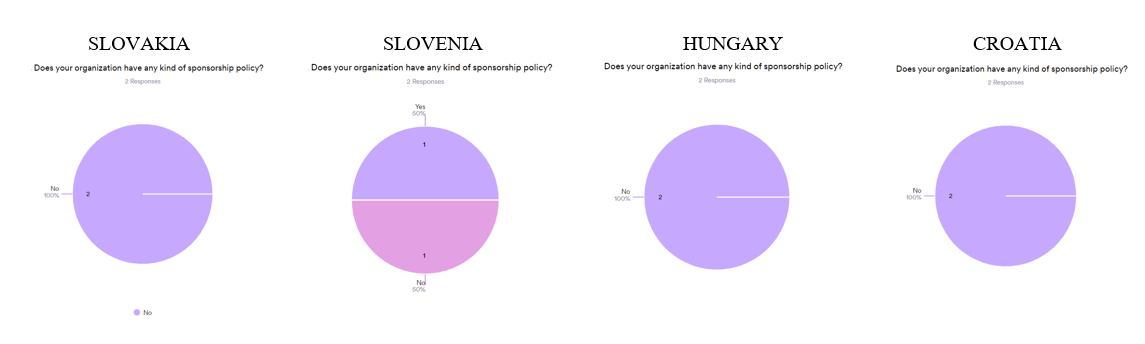 SLOVAKIA
Does your organization have any kind of sponsorship policy?
2 Responses
No
100%
2
No
SLOVENIA
Does your organization have any kind of sponsorship policy?
2 Responses
Yes
50%
1
1
No
50%
HUNGARY
Does your organization have any kind of sponsorship policy?
2 Responses
No
100%
2
CROATIA
Does your organization have any kind of sponsorship policy?
2 Responses
No
100%
2